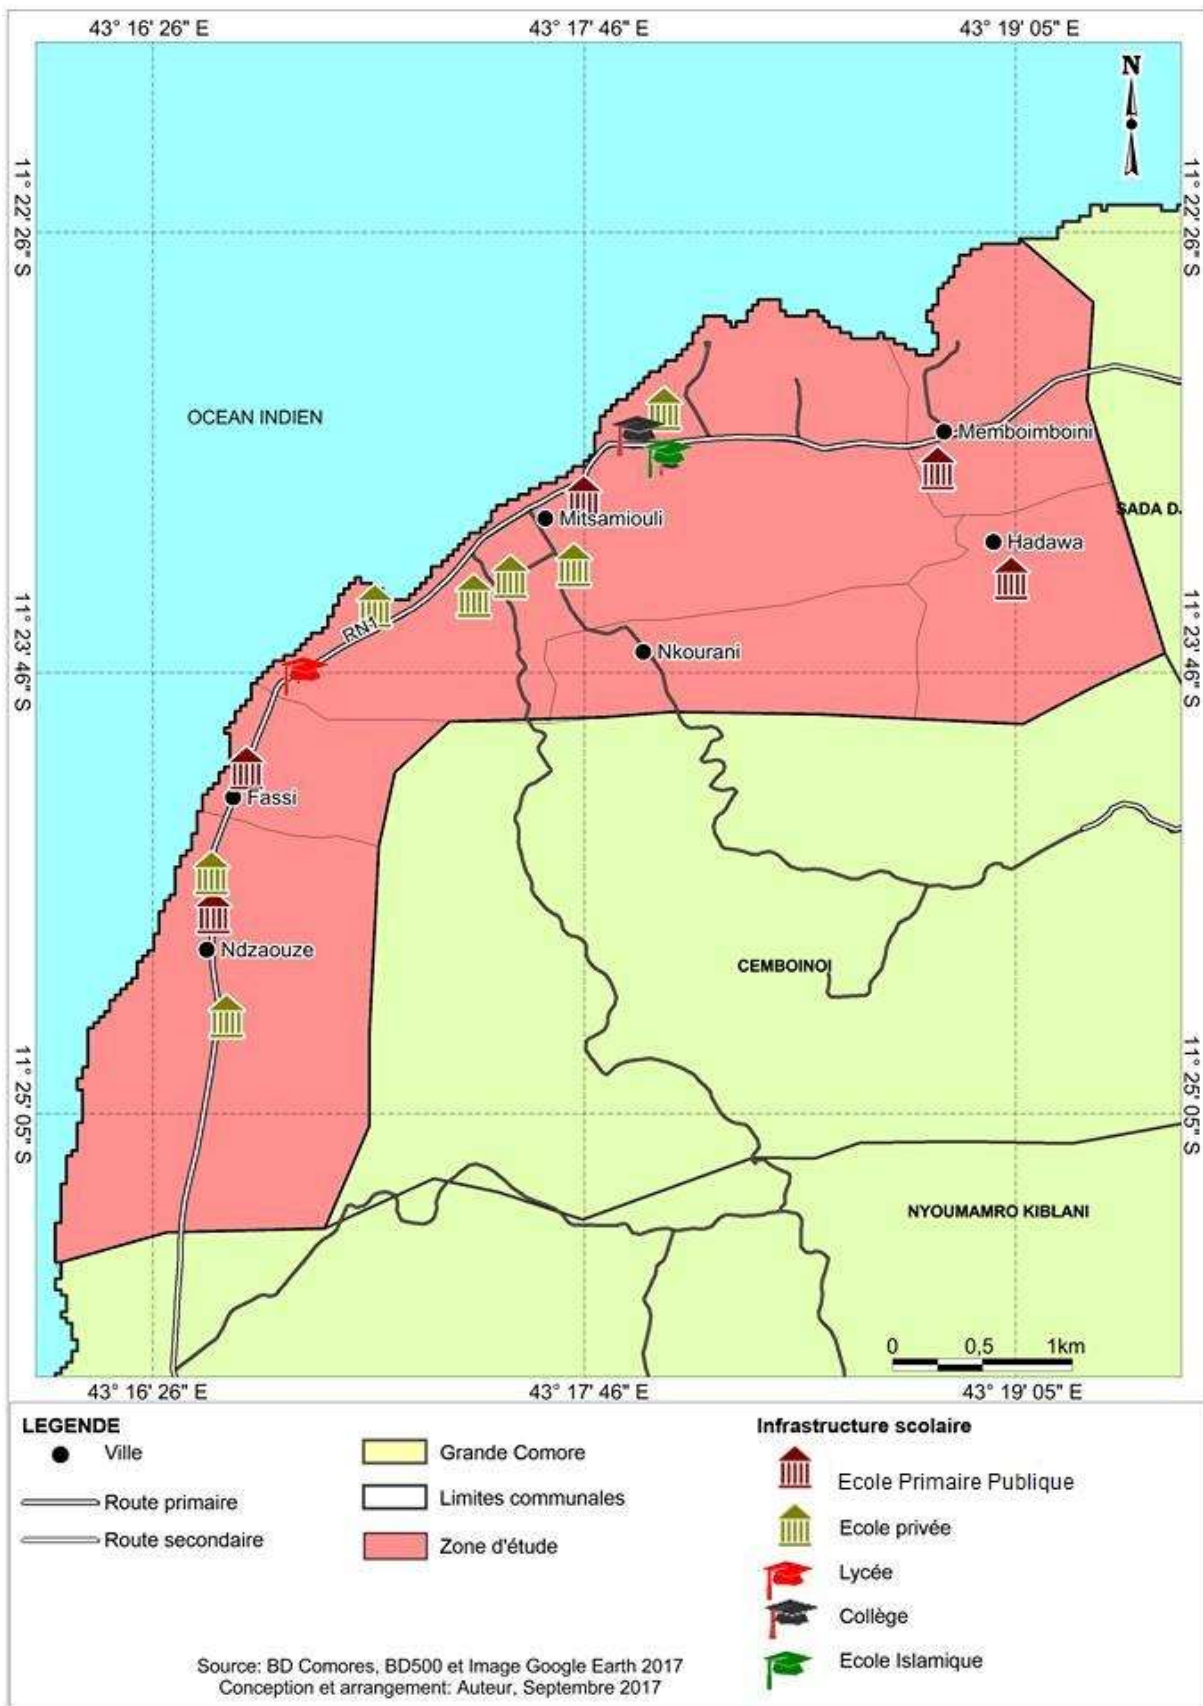 43° 16' 26" E
43° 17' 46" E
43° 19' 05" E
N
11° 22' 26" S
11° 22' 26" S
OCEAN INDIEN
Memboimboini
SADA DJ
Mitsamiouli
Hadawa
RN1
11° 23' 46" S
11° 23' 46" S
Nkourani
Fassi
Ndzaouze
CEMBOINOI
11° 25' 05" S
11° 25' 05" S
NYOUMAMRO KIBLANI
0 0,5 1km
43° 16' 26" E
43° 17' 46" E
43° 19' 05" E
LEGENDE
Ville
Route primaire
Route secondaire
Grande Comore
Limites communales
Zone d'étude
Infrastructure scolaire
Ecole Primaire Publique
Ecole privée
Lycée
Collège
Ecole Islamique
Source: BD Comores, BD500 et Image Google Earth 2017
Conception et arrangement: Auteur, Septembre 2017